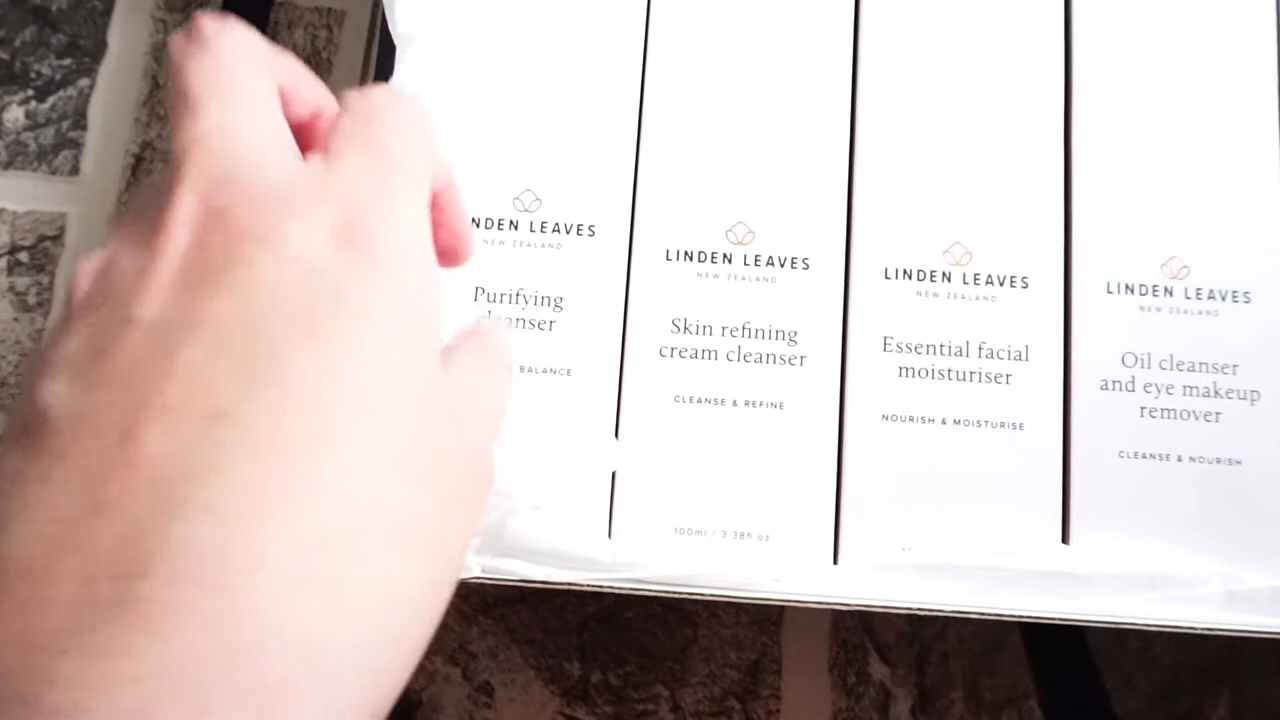 NDEN LEAVES
NEW ZEALAND
Purifying
cleanser
BALANCE
LINDEN LEAVES
NEW ZEALAND
Skin refining
cream cleanser
CLEANSE & REFINE
100ml / 3.38fl oz
LINDEN LEAVES
NEW ZEALAND
Essential facial
moisturiser
NOURISH & MOISTURISE
LINDEN LEAVES
NEW ZEALAND
Oil cleanser
and eye makeup
remover
CLEANSE & NOURISH